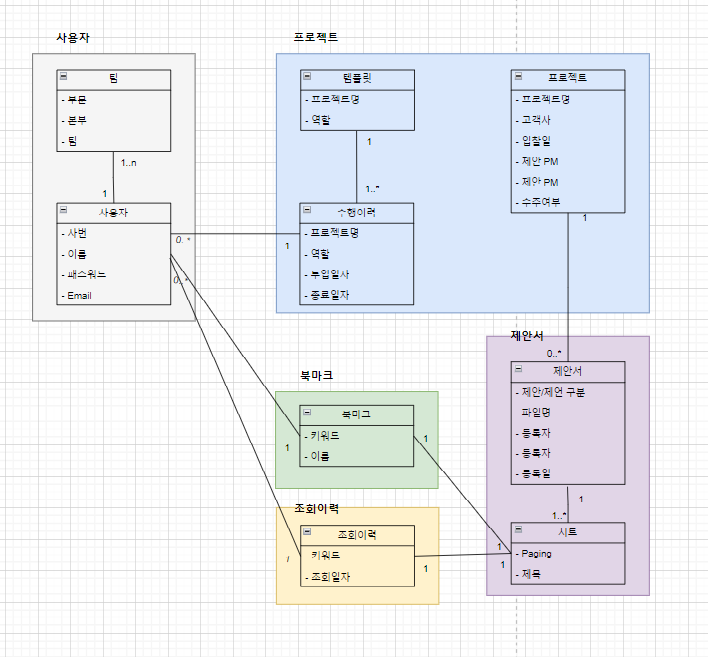 사용자
팀
- 부문
- 본부
- 팀
1..n
1
사용자
- 사번
- 이름
- 패스워드
- Email
0. *
0..*
프로젝트
템플릿
- 프로젝트명
- 역할
1
1..*
수행이력
- 프로젝트명
- 역할
- 투입일사
- 종료일자
1
프로젝트
- 프로젝트명
- 고객사
- 입찰일
- 제안 PM
- 제안 PM
- 수주여부
1
제안서
0..*
제안서
- 제안/제언 구분
파일명
- 등록자
- 등록자
- 등록일
1
1..*
시트
- Paging
- 제목
1
1
북마크
북마크
- 키워드
- 이름
1
1
조회이력
조회이력
키워드
- 조회일자
1